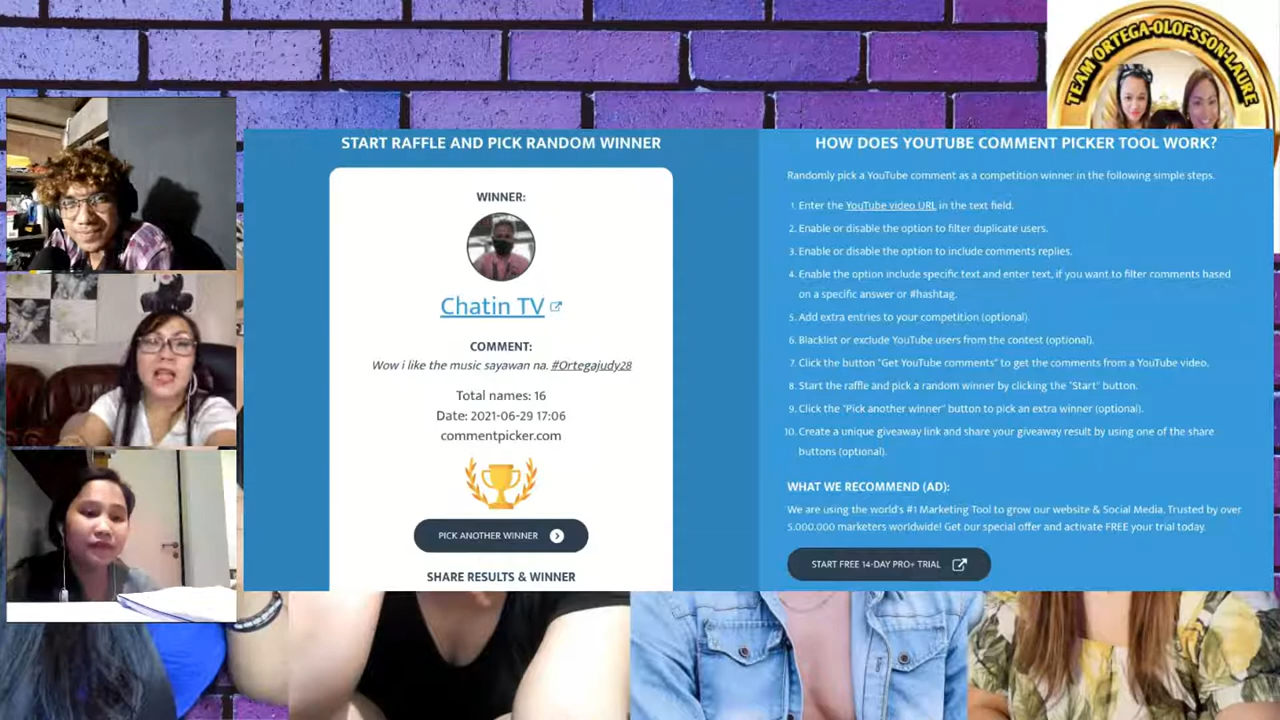 TEAM ORTEGA-OLOFSSON-LAURE
START RAFFLE AND PICK RANDOM WINNER
WINNER:
Chatin TV
COMMENT:
Wow i like the music sayawan na. #Ortegajudy28
Total names: 16
Date: 2021-06-29 17:06
commentpicker.com
PICK ANOTHER WINNER
SHARE RESULTS & WINNER
HOW DOES YOUTUBE COMMENT PICKER TOOL WORK?
Randomly pick a YouTube comment as a competition winner in the following simple steps.
1. Enter the YouTube video URL in the text field.
2. Enable or disable the option to filter duplicate users.
3. Enable or disable the option to include comments replies.
4. Enable the option include specific text and enter text, if you want to filter comments based
on a specific answer or #hashtag.
5. Add extra entries to your competition (optional).
6. Blacklist or exclude YouTube users from the contest (optional).
7. Click the button "Get YouTube comments" to get the comments from a YouTube video.
8. Start the raffle and pick a random winner by clicking the "Start" button.
9. Click the "Pick another winner" button to pick an extra winner (optional).
10. Create a unique giveaway link and share your giveaway result by using one of the share
buttons (optional).
WHAT WE RECOMMEND (AD):
We are using the world's #1 Marketing Tool to grow our website & Social Media. Trusted by over
5.000.000 marketers worldwide! Get our special offer and activate FREE your trial today.
START FREE 14-DAY PRO+ TRIAL